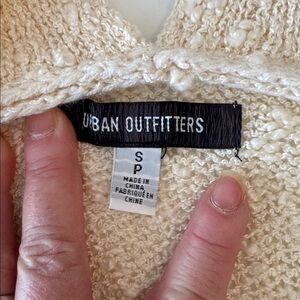 URBAN OUTFITTERS
S
P
MADE IN
CHINA
FABRIQUÉ EN
CHINE